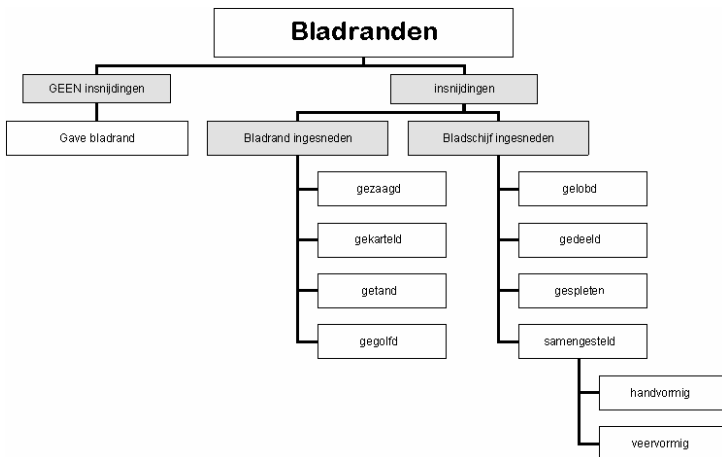 Bladranden
GEEN insnijdingen
insnijdingen
Gave bladrand
Bladrand ingesneden
Bladschijf ingesneden
gezaagd
gelobd
gekarteld
gedeeld
getand
gespleten
gegolfd
samengesteld
handvormig
veervormig